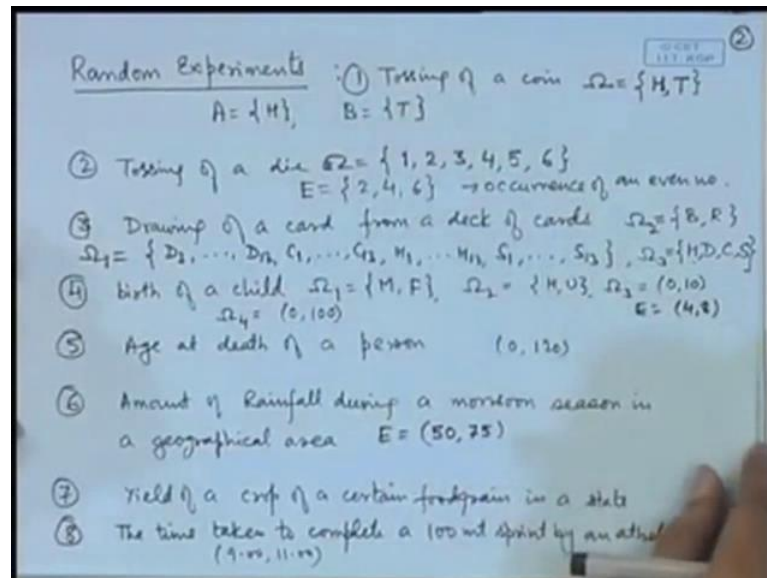 ②
Random Experiments : ① Tossing of a coin Ω = {H, T}
A = {H}, B = {T}
② Tossing of a die Ω = {1, 2, 3, 4, 5, 6}
E = {2, 4, 6} → occurrence of an even no.
③ Drawing of a card from a deck of cards Ω₂ = {B, R}
Ω₁ = {D₁, ..., D₁₃, C₁, ..., C₁₃, H₁, ... H₁₃, S₁, ..., S₁₃}, Ω₃ = {H, D, C, S}
④ birth of a child Ω₁ = {M, F}, Ω₂ = {H, U}, Ω₃ = (0, 10)
Ω₄ = (0, 100) E = (4, 8)
⑤ Age at death of a person (0, 120)
⑥ Amount of Rainfall during a monsoon season in
a geographical area E = (50, 75)
⑦ Yield of a crop of a certain foodgrain in a state
⑧ The time taken to complete a 100 mt sprint by an
(9.00, 11.00)